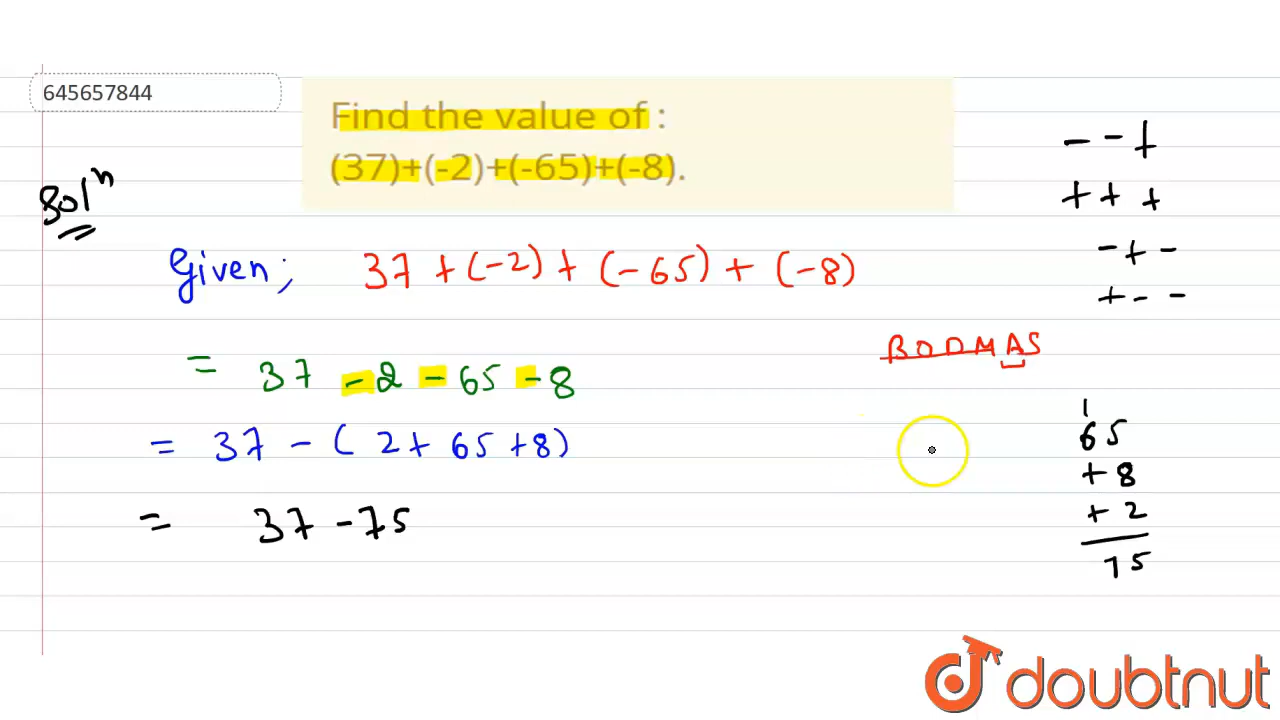 645657844
Find the value of :
(37)+(-2)+(-65)+(-8).
Solⁿ
Given; 37 + (-2) + (-65) + (-8)
= 37 - 2 - 65 - 8
= 37 - ( 2 + 65 + 8)
= 37 - 75
- - +
+ + +
- + -
+ - -
BODMAS
1
65
+ 8
+ 2
75
doubtnut